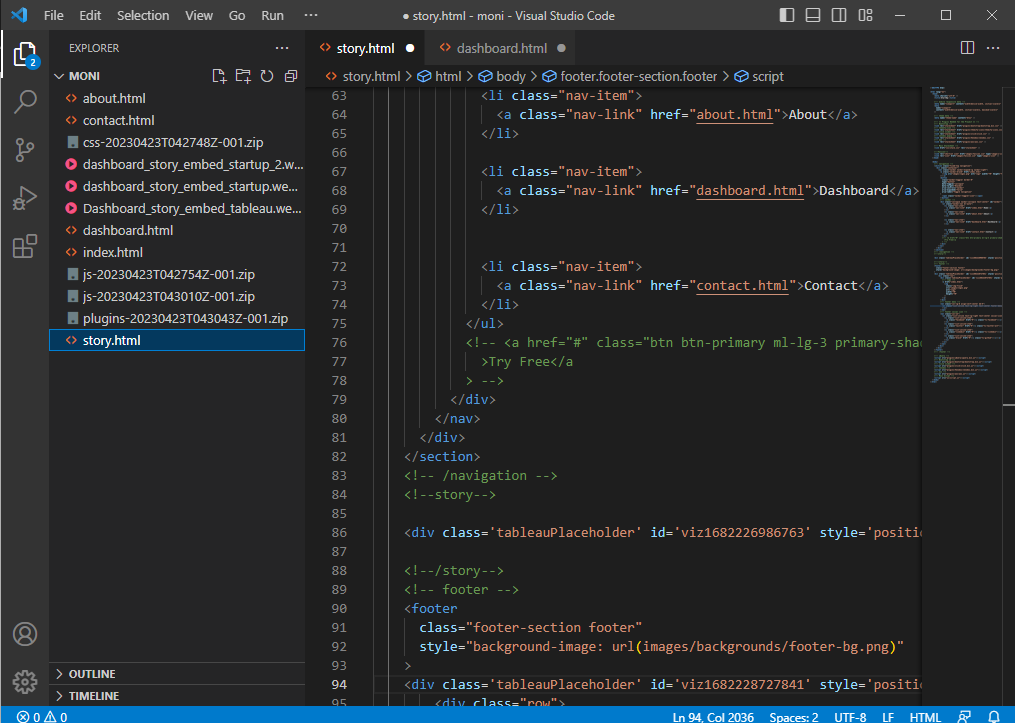 File Edit Selection View Go Run ··· ● story.html - moni - Visual Studio Code
EXPLORER ···
MONI
about.html
contact.html
css-20230423T042748Z-001.zip
dashboard_story_embed_startup_2.w...
dashboard_story_embed_startup.we...
Dashboard_story_embed_tableau.we...
dashboard.html
index.html
js-20230423T042754Z-001.zip
js-20230423T043010Z-001.zip
plugins-20230423T043043Z-001.zip
story.html
OUTLINE
TIMELINE
2
story.html ● dashboard.html ●
story.html > html > body > footer.footer-section.footer > script
63 <li class="nav-item">
64 <a class="nav-link" href="about.html">About</a>
65 </li>
66
67 <li class="nav-item">
68 <a class="nav-link" href="dashboard.html">Dashboard</a>
69 </li>
70
71
72 <li class="nav-item">
73 <a class="nav-link" href="contact.html">Contact</a>
74 </li>
75 </ul>
76 <!-- <a href="#" class="btn btn-primary ml-lg-3 primary-shad
77 >Try Free</a
78 > -->
79 </div>
80 </nav>
81 </div>
82 </section>
83 <!-- /navigation -->
84 <!--story-->
85
86 <div class='tableauPlaceholder' id='viz1682226986763' style='positio
87
88 <!--/story-->
89 <!-- footer -->
90 <footer
91 class="footer-section footer"
92 style="background-image: url(images/backgrounds/footer-bg.png)"
93 >
94 <div class='tableauPlaceholder' id='viz1682228727841' style='positio
95 <div class="row">
0 0 Ln 94, Col 2036 Spaces: 2 UTF-8 LF HTML